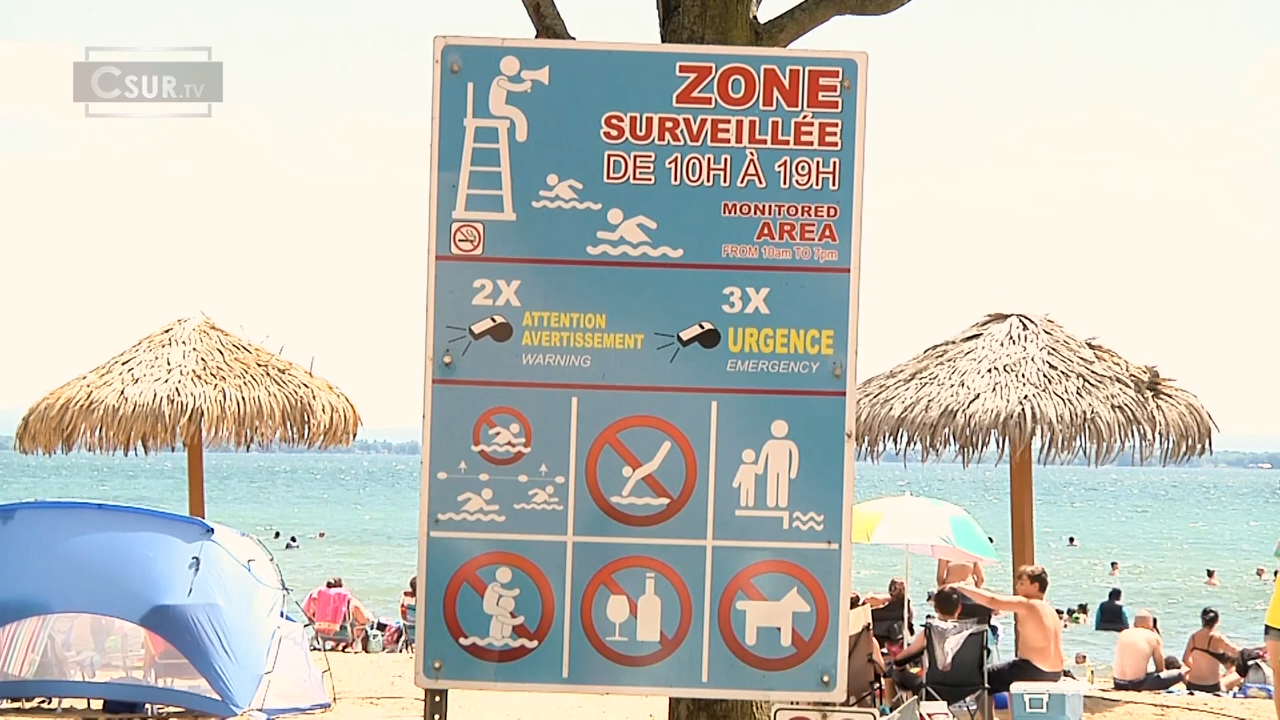 CSUR.TV
ZONE
SURVEILLÉE
DE 10H À 19H
MONITORED
AREA
FROM 10am TO 7pm
2X
ATTENTION
AVERTISSEMENT
WARNING
3X
URGENCE
EMERGENCY